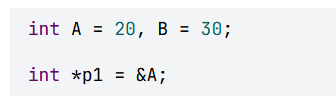 int A = 20, B = 30;
int *p1 = &A;